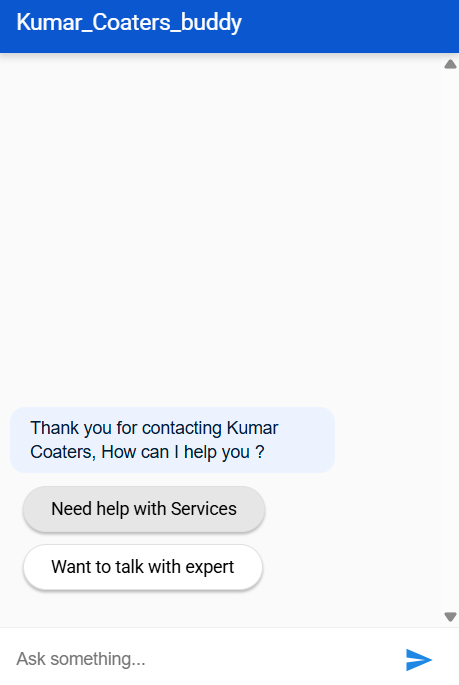 Kumar_Coaters_buddy
Thank you for contacting Kumar
Coaters, How can I help you ?
Need help with Services
Want to talk with expert
Ask something...